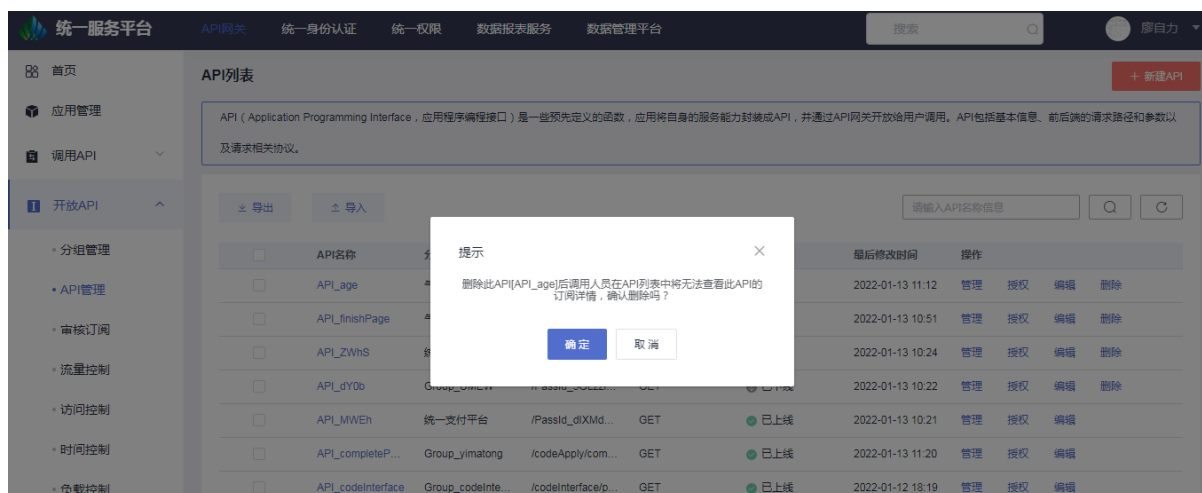 统一服务平台
API网关 统一身份认证 统一权限 数据报表服务 数据管理平台
搜索
廖自力
首页
应用管理
调用API
开放API
分组管理
API管理
审核订阅
流量控制
访问控制
时间控制
负载控制
API列表
+ 新建API
API ( Application Programming Interface , 应用程序编程接口 ) 是一些预先定义的函数 , 应用将自身的服务能力封装成API , 并通过API网关开放给用户调用。API包括基本信息、前后端的请求路径和参数以
及请求相关协议。
导出 导入
请输入API名称信息
API名称 最后修改时间 操作
API_age 2022-01-13 11:12 管理 授权 编辑 删除
API_finishPage 2022-01-13 10:51 管理 授权 编辑 删除
API_ZWhS 2022-01-13 10:24 管理 授权 编辑 删除
API_dY0b 2022-01-13 10:22 管理 授权 编辑 删除
API_MWEh 统一支付平台 /PassId_dIXMd... GET 已上线 2022-01-13 10:21 管理 授权 编辑
API_completeP... Group_yimatong /codeApply/com... GET 已上线 2022-01-13 11:20 管理 授权 编辑
API_codeInterface Group_codeInte... /codeInterface/p... GET 已上线 2022-01-12 18:19 管理 授权 编辑
提示
删除此API[API_age]后调用人员在API列表中将无法查看此API的
订阅详情 , 确认删除吗 ?
确定 取消